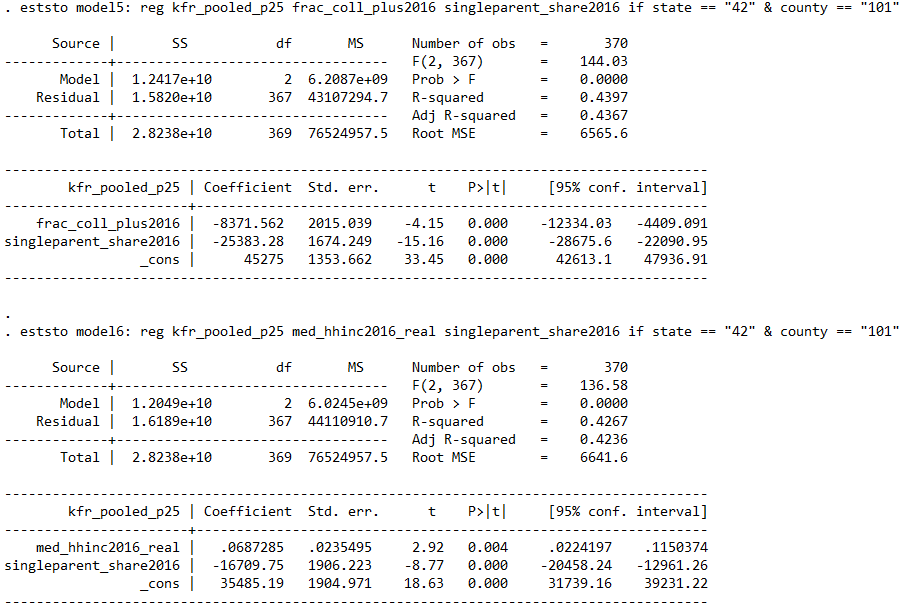 . eststo model5: reg kfr_pooled_p25 frac_coll_plus2016 singleparent_share2016 if state == "42" & county == "101"
      Source |       SS           df       MS      Number of obs   =       370
-------------+----------------------------------   F(2, 367)       =    144.03
       Model |  1.2417e+10         2  6.2087e+09   Prob > F        =    0.0000
    Residual |  1.5820e+10       367  43107294.7   R-squared       =    0.4397
-------------+----------------------------------   Adj R-squared   =    0.4367
       Total |  2.8238e+10       369  76524957.5   Root MSE        =    6565.6
----------------------------------------------------------------------------------------
        kfr_pooled_p25 | Coefficient  Std. err.      t    P>|t|     [95% conf. interval]
-----------------------+----------------------------------------------------------------
    frac_coll_plus2016 |  -8371.562   2015.039    -4.15   0.000    -12334.03   -4409.091
singleparent_share2016 |  -25383.28   1674.249   -15.16   0.000     -28675.6   -22090.95
                 _cons |      45275   1353.662    33.45   0.000      42613.1    47936.91
----------------------------------------------------------------------------------------
.
. eststo model6: reg kfr_pooled_p25 med_hhinc2016_real singleparent_share2016 if state == "42" & county == "101"
      Source |       SS           df       MS      Number of obs   =       370
-------------+----------------------------------   F(2, 367)       =    136.58
       Model |  1.2049e+10         2  6.0245e+09   Prob > F        =    0.0000
    Residual |  1.6189e+10       367  44110910.7   R-squared       =    0.4267
-------------+----------------------------------   Adj R-squared   =    0.4236
       Total |  2.8238e+10       369  76524957.5   Root MSE        =    6641.6
----------------------------------------------------------------------------------------
        kfr_pooled_p25 | Coefficient  Std. err.      t    P>|t|     [95% conf. interval]
-----------------------+----------------------------------------------------------------
    med_hhinc2016_real |   .0687285   .0235495     2.92   0.004     .0224197    .1150374
singleparent_share2016 |  -16709.75   1906.223    -8.77   0.000    -20458.24   -12961.26
                 _cons |   35485.19   1904.971    18.63   0.000     31739.16    39231.22
----------------------------------------------------------------------------------------